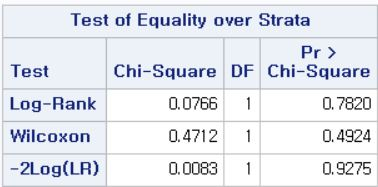 Test of Equality over Strata
Test Chi-Square DF Pr > Chi-Square
Log-Rank 0.0766 1 0.7820
Wilcoxon 0.4712 1 0.4924
-2Log(LR) 0.0083 1 0.9275